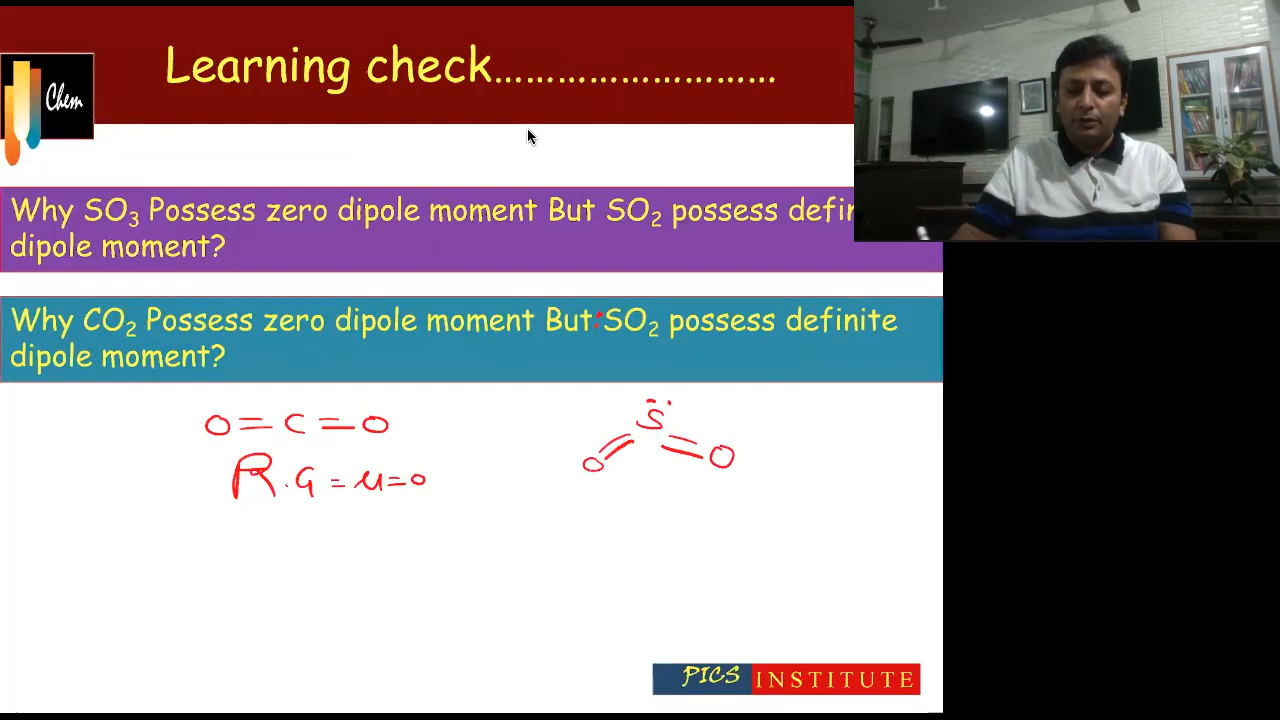 Learning check...........................
Chem
Why SO₃ Possess zero dipole moment But SO₂ possess defin
dipole moment?
Why CO₂ Possess zero dipole moment But SO₂ possess definite
dipole moment?
O=C=O
R.G = μ=0
S
O O
PICS INSTITUTE